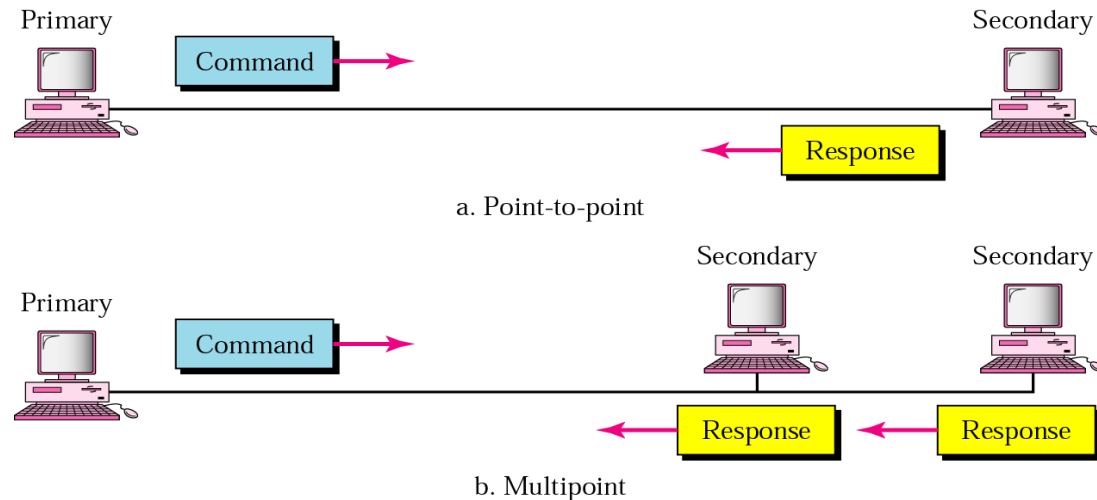 Primary
Secondary
Command
Response
a. Point-to-point
Secondary
Secondary
Primary
Command
Response
Response
b. Multipoint